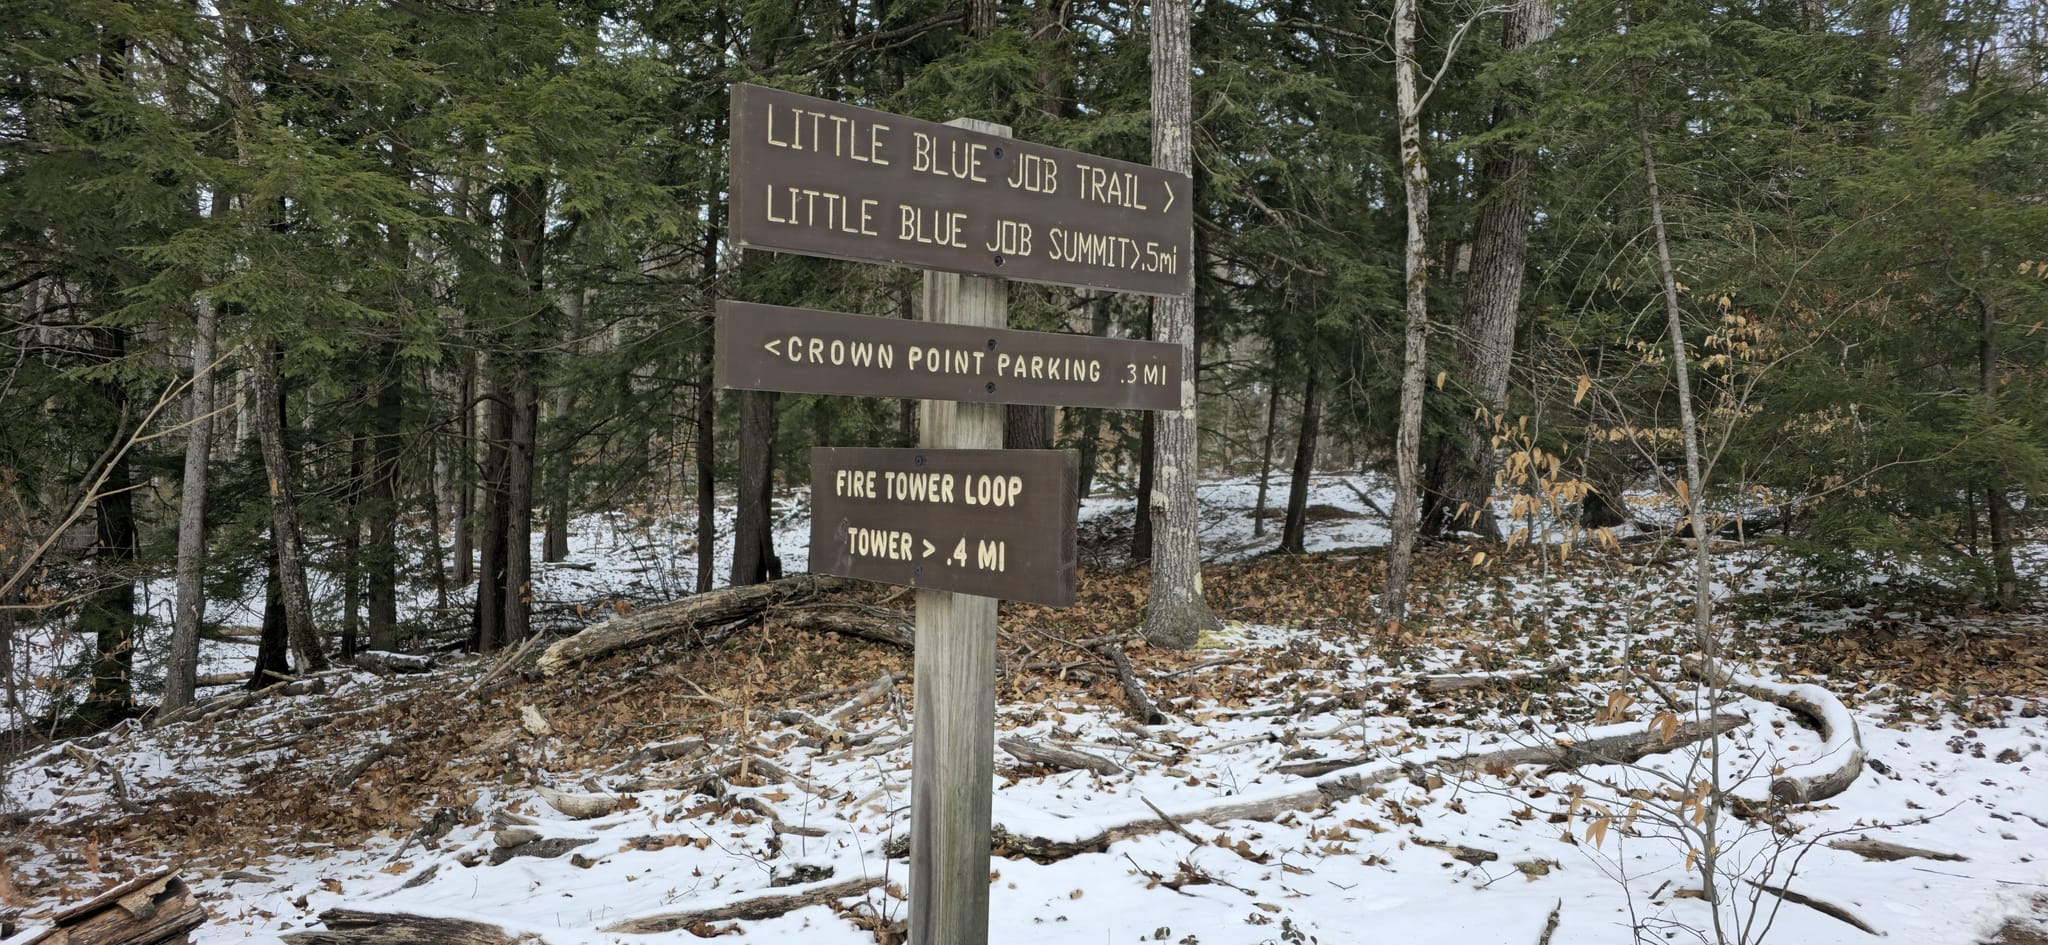 LITTLE BLUE JOB TRAIL >
LITTLE BLUE JOB SUMMIT>.5mi
<CROWN POINT PARKING .3 MI
FIRE TOWER LOOP
TOWER > .4 MI